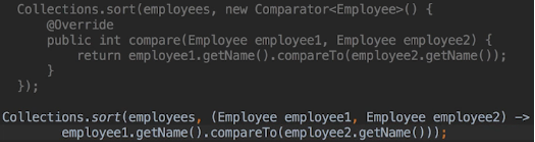 Collections.sort(employees, new Comparator<Employee>() {
    @Override
    public int compare(Employee employee1, Employee employee2) {
        return employee1.getName().compareTo(employee2.getName());
    }
});
Collections.sort(employees, (Employee employee1, Employee employee2) ->
        employee1.getName().compareTo(employee2.getName()));